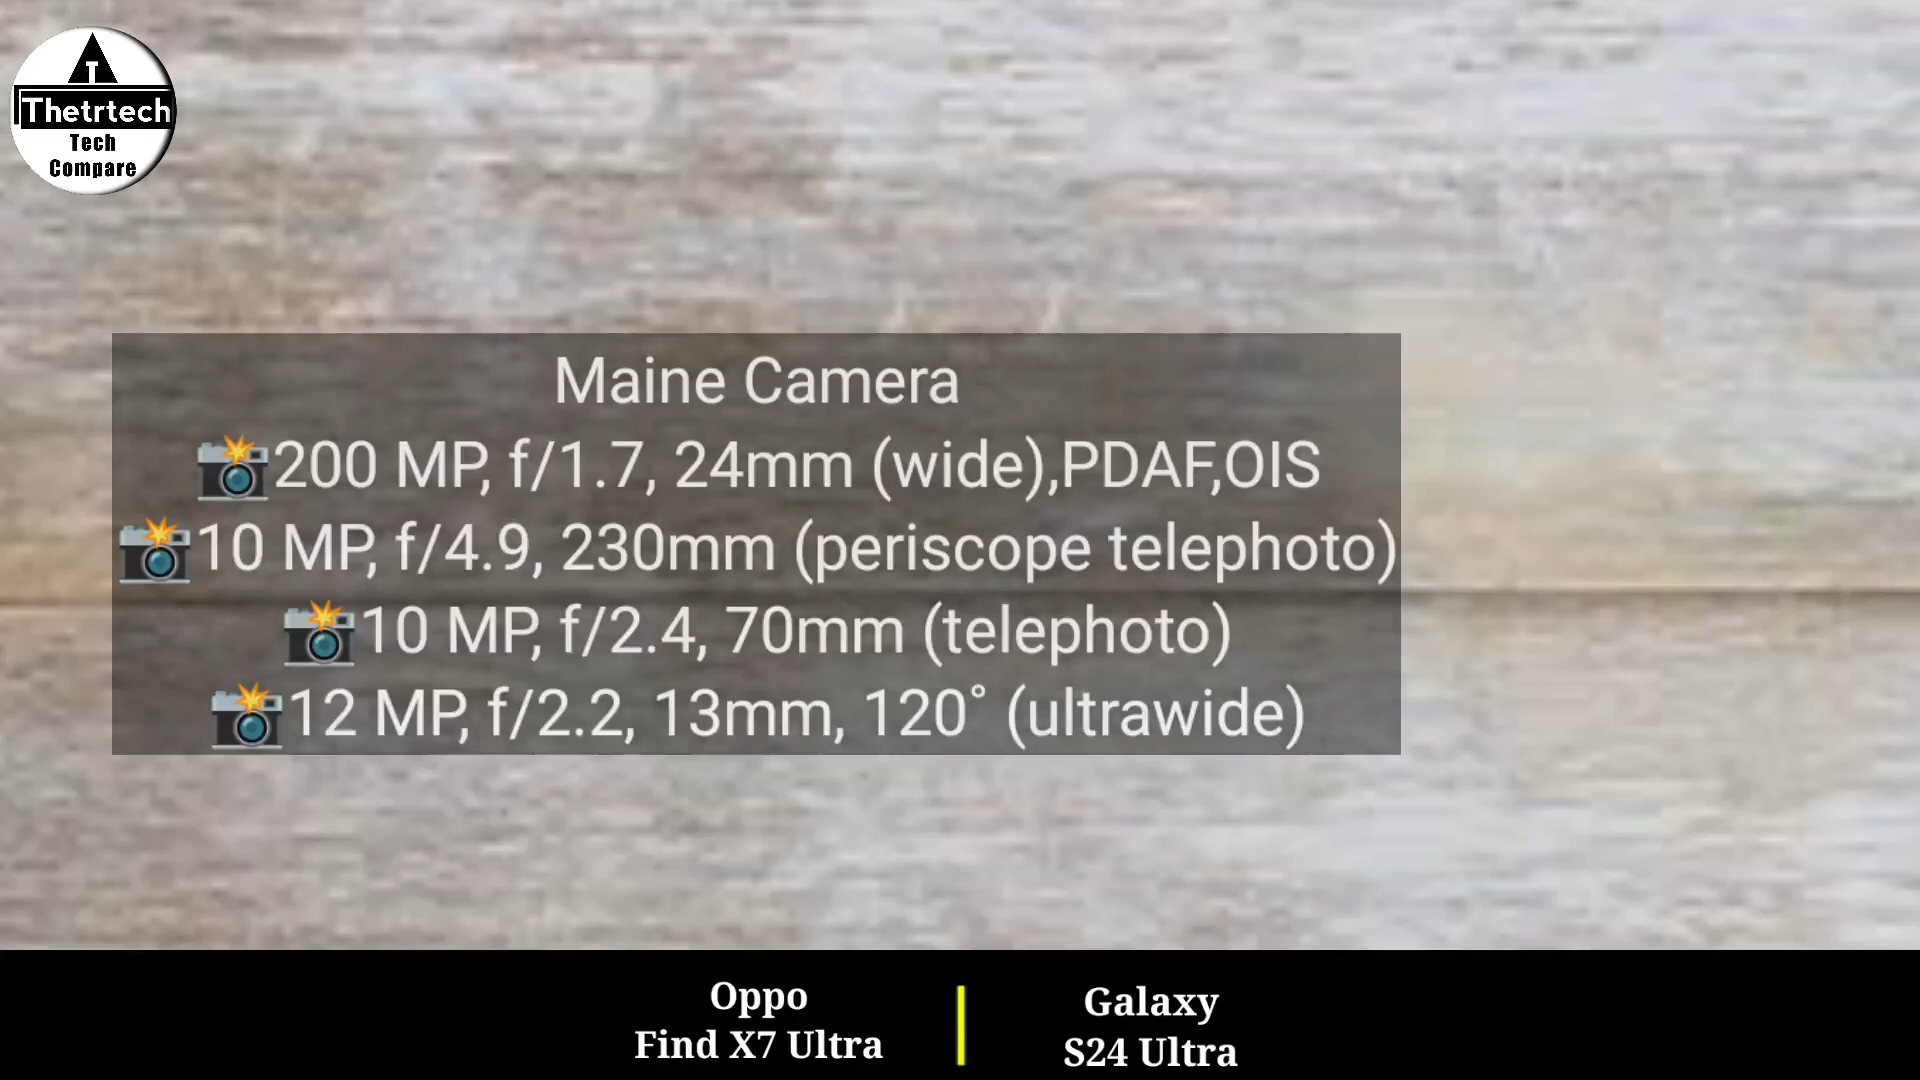 T
Thetrtech
Tech
Compare
Maine Camera
📸200 MP, f/1.7, 24mm (wide),PDAF,OIS
📸10 MP, f/4.9, 230mm (periscope telephoto)
📸10 MP, f/2.4, 70mm (telephoto)
📸12 MP, f/2.2, 13mm, 120˚ (ultrawide)
Oppo
Find X7 Ultra
Galaxy
S24 Ultra